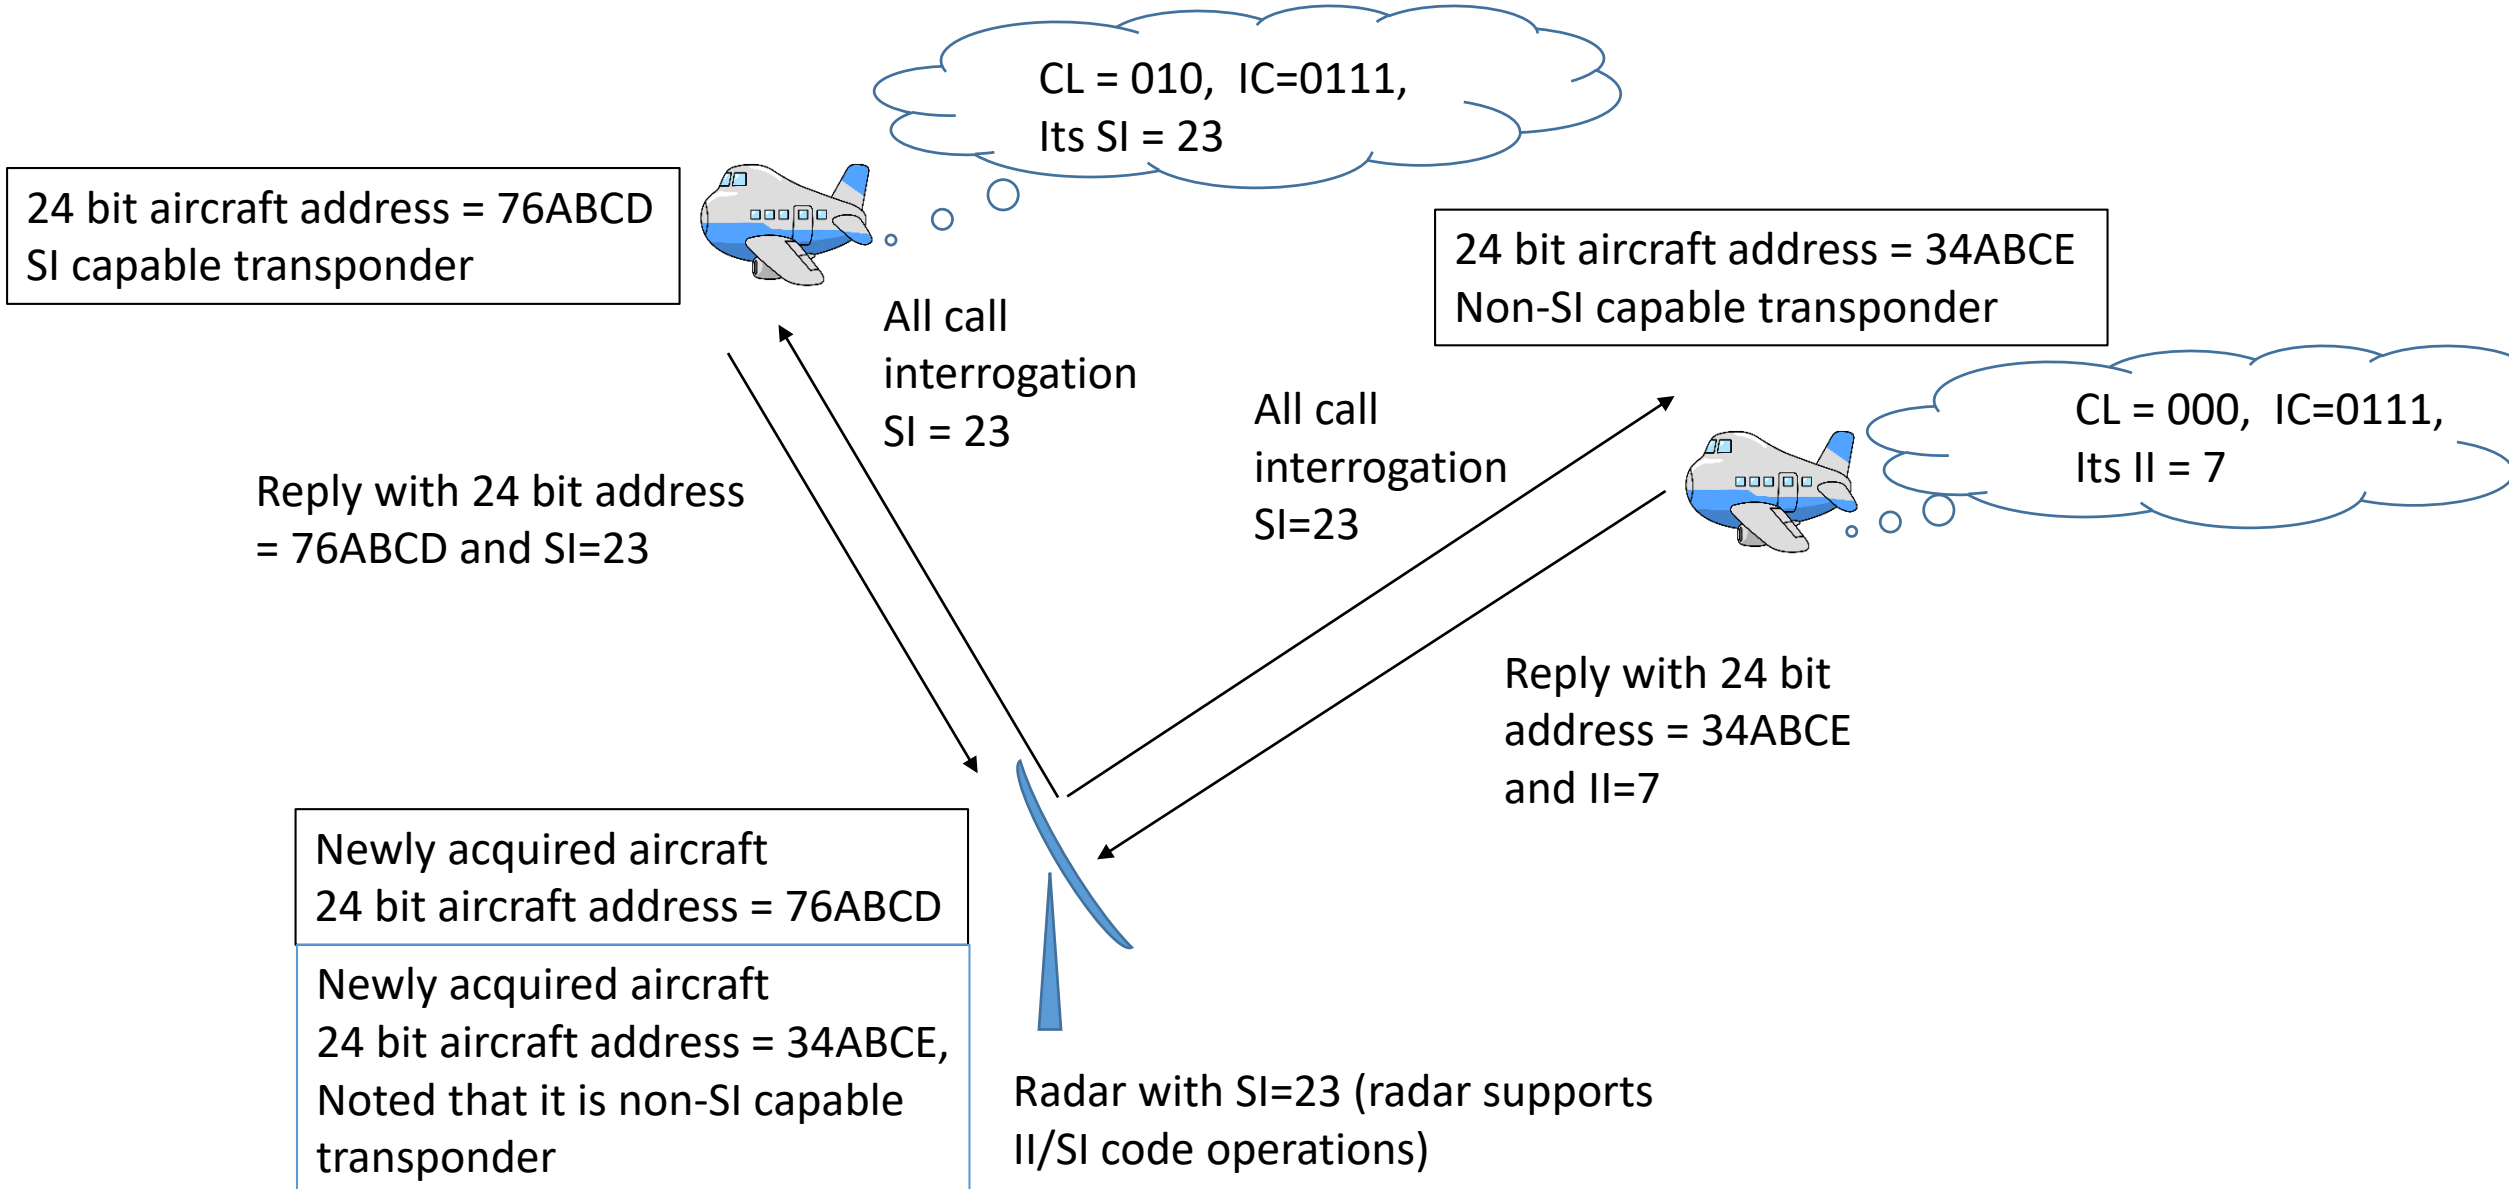 CL = 010,  IC=0111,
Its SI = 23
24 bit aircraft address = 76ABCD
SI capable transponder
24 bit aircraft address = 34ABCE
Non-SI capable transponder
All call
interrogation
SI = 23
All call
interrogation
SI=23
CL = 000,  IC=0111,
Its II = 7
Reply with 24 bit address
= 76ABCD and SI=23
Reply with 24 bit
address = 34ABCE
and II=7
Newly acquired aircraft
24 bit aircraft address = 76ABCD
Newly acquired aircraft
24 bit aircraft address = 34ABCE,
Noted that it is non-SI capable
transponder
Radar with SI=23 (radar supports
II/SI code operations)